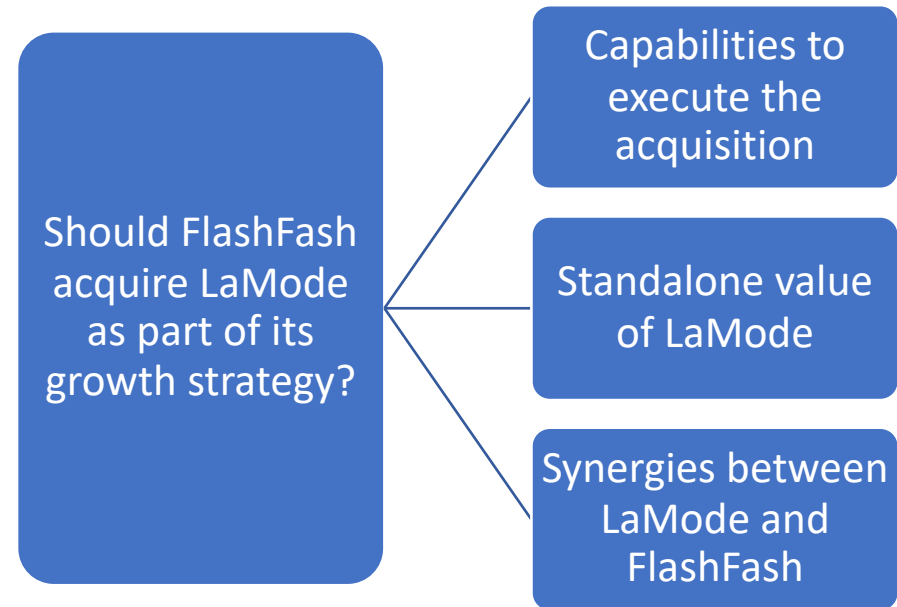 Should FlashFash
acquire LaMode
as part of its
growth strategy?
Capabilities to
execute the
acquisition
Standalone value
of LaMode
Synergies between
LaMode and
FlashFash